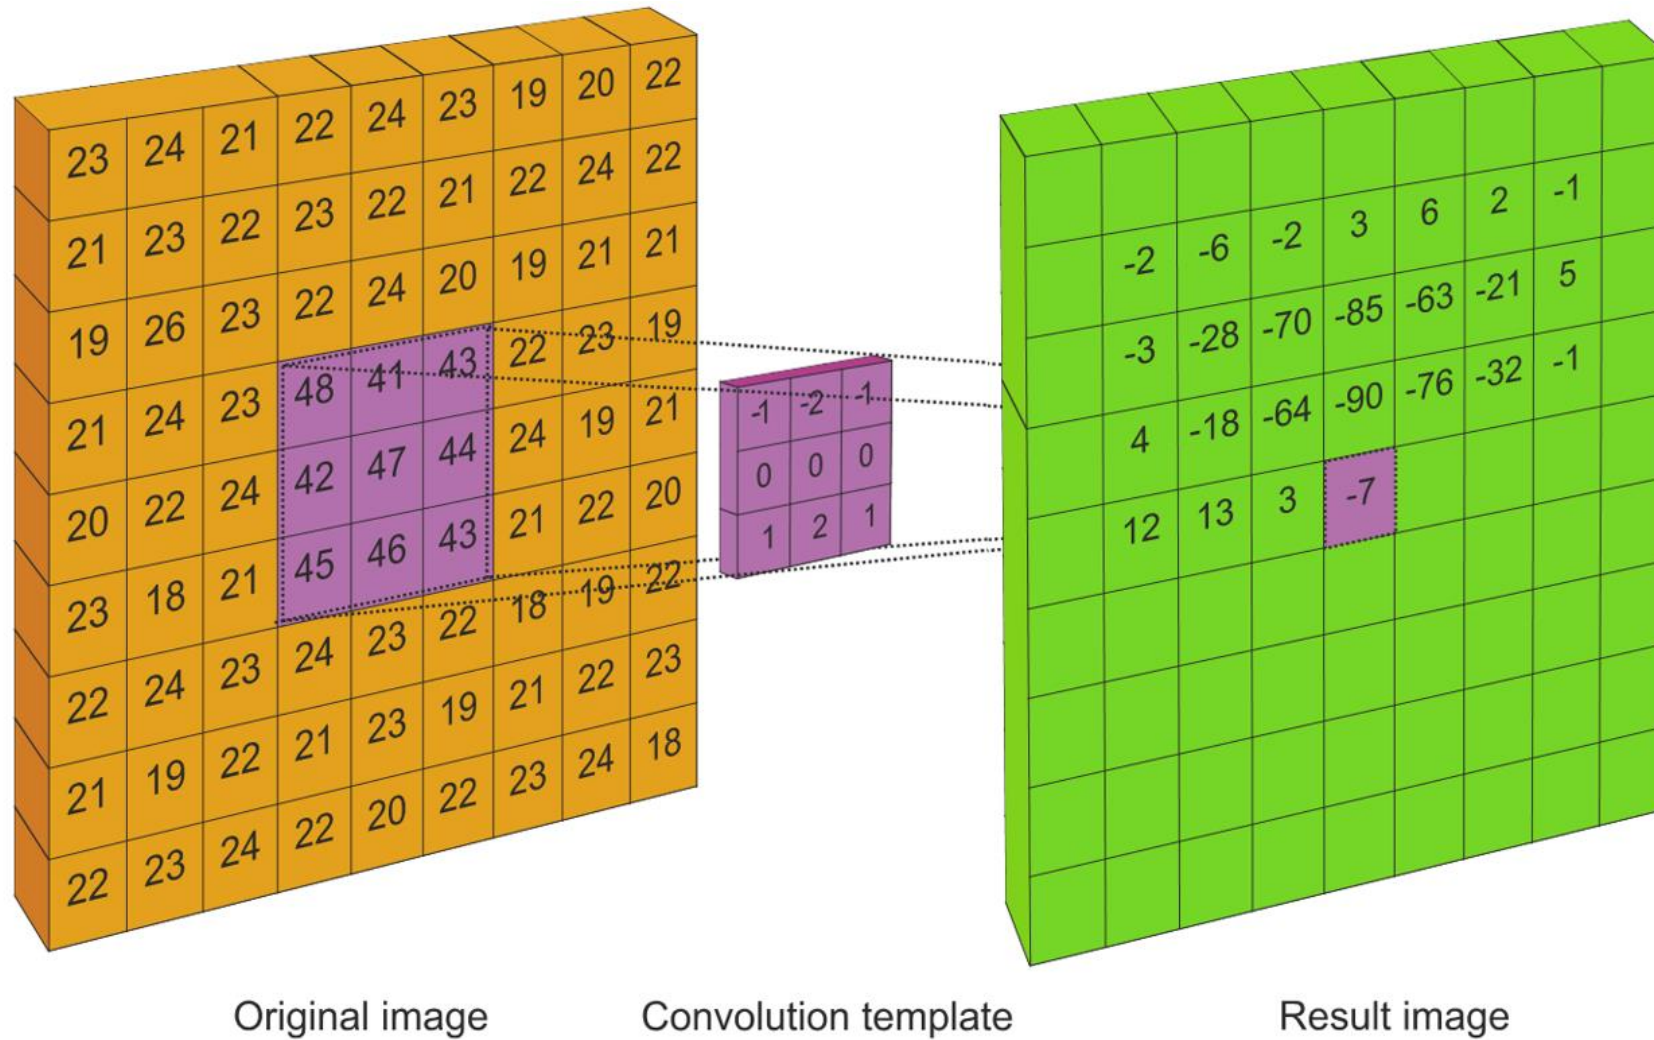 23 24 21 22 24 23 19 20 22
21 23 22 23 22 21 22 24 22
19 26 23 22 24 20 19 21 21
21 24 23 48 41 43 22 23 19
20 22 24 42 47 44 24 19 21
23 18 21 45 46 43 21 22 20
22 24 23 24 23 22 18 19 22
21 19 22 21 23 19 21 22 23
22 23 24 22 20 22 23 24 18
-1 -2 -1
0 0 0
1 2 1
-2 -6 -2 3 6 2 -1
-3 -28 -70 -85 -63 -21 5
4 -18 -64 -90 -76 -32 -1
12 13 3 -7
Original image
Convolution template
Result image